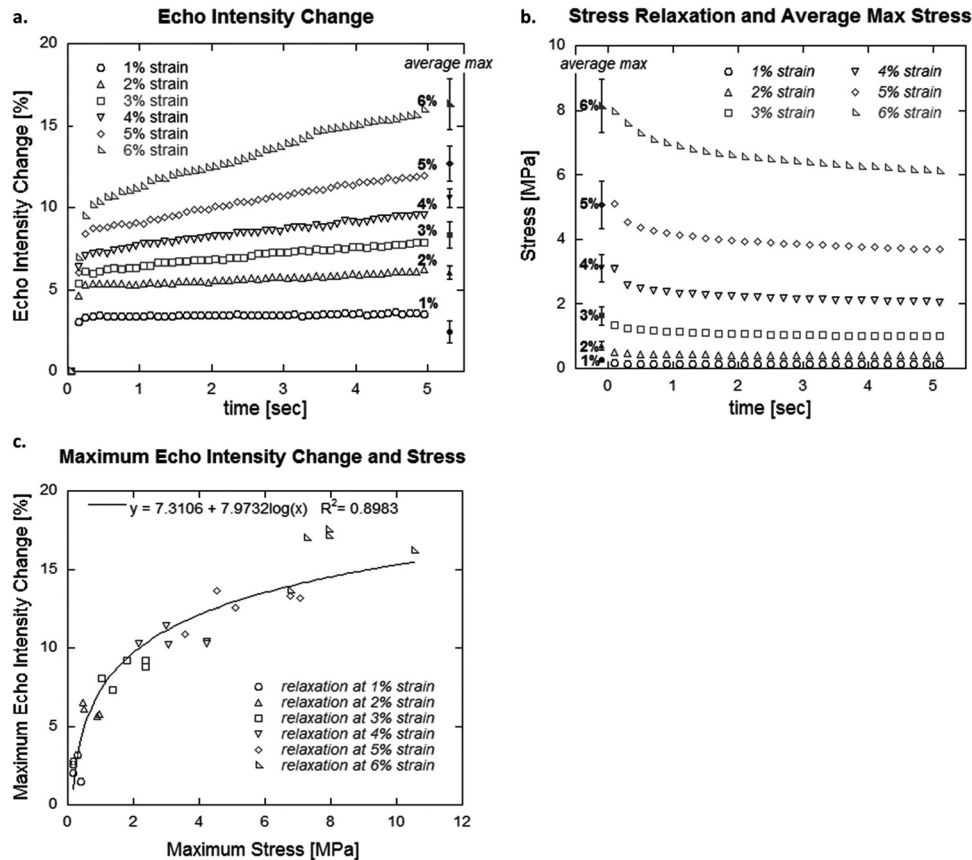 a.
Echo Intensity Change
Echo Intensity Change [%]
20
15
10
5
0
1% strain
2% strain
3% strain
4% strain
5% strain
6% strain
average max
6%
5%
4%
3%
2%
1%
0 1 2 3 4 5
time [sec]
b.
Stress Relaxation and Average Max Stress
Stress [MPa]
10
8
6
4
2
0
average max
1% strain 4% strain
2% strain 5% strain
3% strain 6% strain
6%
5%
4%
3%
2%
1%
0 1 2 3 4 5
time [sec]
c.
Maximum Echo Intensity Change and Stress
Maximum Echo Intensity Change [%]
20
15
10
5
0
y = 7.3106 + 7.9732log(x) R²= 0.8983
relaxation at 1% strain
relaxation at 2% strain
relaxation at 3% strain
relaxation at 4% strain
relaxation at 5% strain
relaxation at 6% strain
0 2 4 6 8 10 12
Maximum Stress [MPa]